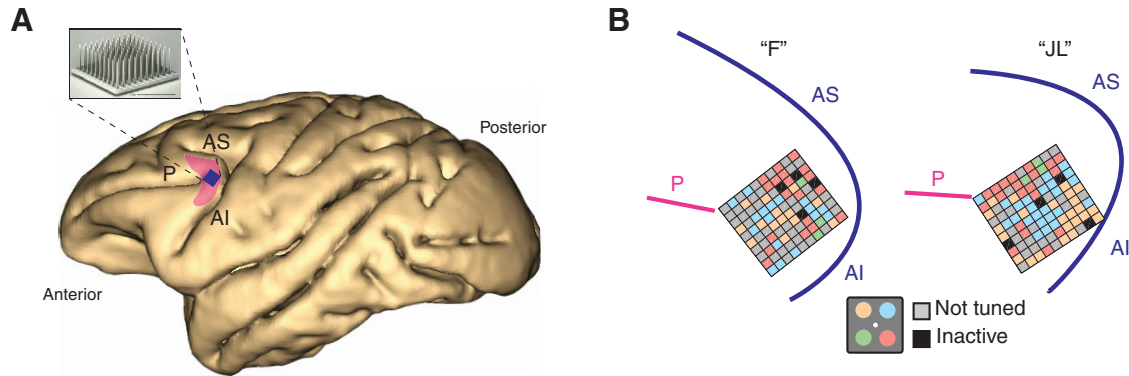 A
AS
P
AI
Posterior
Anterior
B
"F"
AS
P
AI
"JL"
AS
P
AI
Not tuned
Inactive